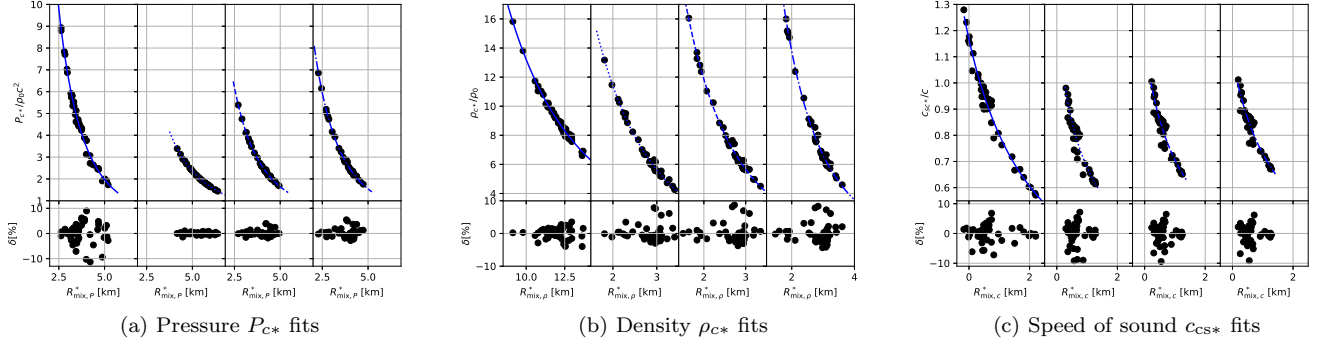 10
9
8
7
6
5
4
3
2
1
P_{c*}/ρ_0c^2
10
0
−10
δ[%]
2.5 5.0 2.5 5.0 2.5 5.0 2.5 5.0
R^*_{mix, P} [km] R^*_{mix, P} [km] R^*_{mix, P} [km] R^*_{mix, P} [km]
(a) Pressure P_{c*} fits
16
14
12
10
8
6
4
ρ_{c*}/ρ_0
10
0
−10
δ[%]
10.0 12.5 2 3 2 3 2 4
R^*_{mix, ρ} [km] R^*_{mix, ρ} [km] R^*_{mix, ρ} [km] R^*_{mix, ρ} [km]
(b) Density ρ_{c*} fits
1.3
1.2
1.1
1.0
0.9
0.8
0.7
0.6
c_{sc*}/c
10
5
0
−5
−10
δ[%]
0 2 0 2 0 2 0 2
R^*_{mix, c} [km] R^*_{mix, c} [km] R^*_{mix, c} [km] R^*_{mix, c} [km]
(c) Speed of sound c_{cs*} fits